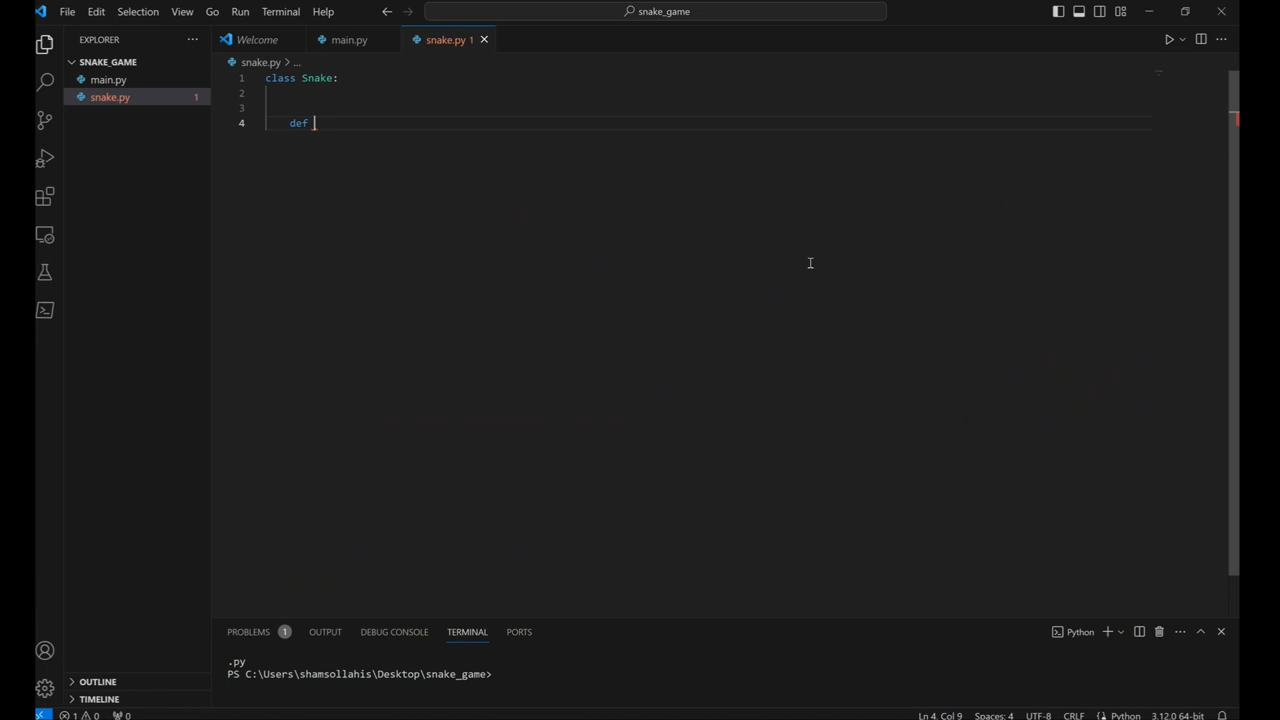 File Edit Selection View Go Run Terminal Help
snake_game
EXPLORER
Welcome
main.py
snake.py 1
SNAKE_GAME
main.py
snake.py 1
snake.py > ...
1 class Snake:
2
3
4 def
PROBLEMS 1 OUTPUT DEBUG CONSOLE TERMINAL PORTS
Python
.py
PS C:\Users\shamsollahis\Desktop\snake_game>
OUTLINE
TIMELINE
1 0 0
Ln 4, Col 9 Spaces: 4 UTF-8 CRLF Python 3.12.0 64-bit